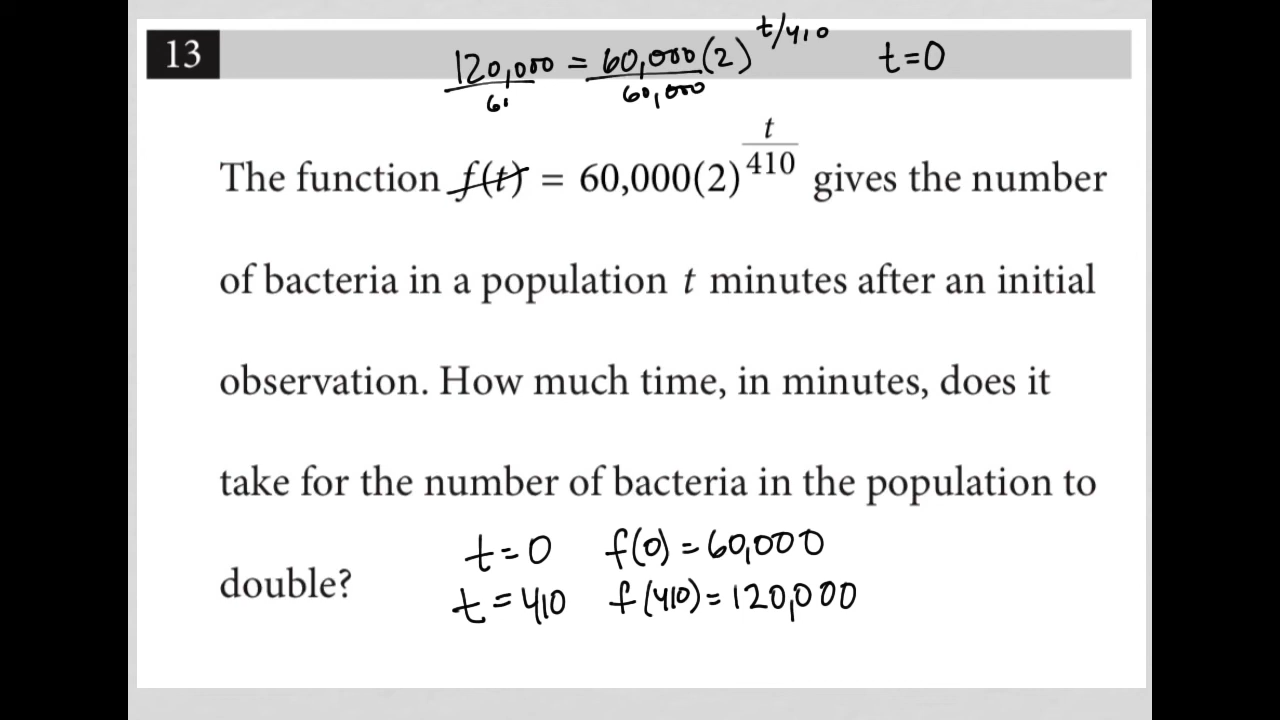 13
120,000 = 60,000(2)^t/410 t=0
60 60,000
The function f(t) = 60,000(2)^t/410 gives the number
of bacteria in a population t minutes after an initial
observation. How much time, in minutes, does it
take for the number of bacteria in the population to
double?
t=0 f(0)=60,000
t=410 f(410)=120,000